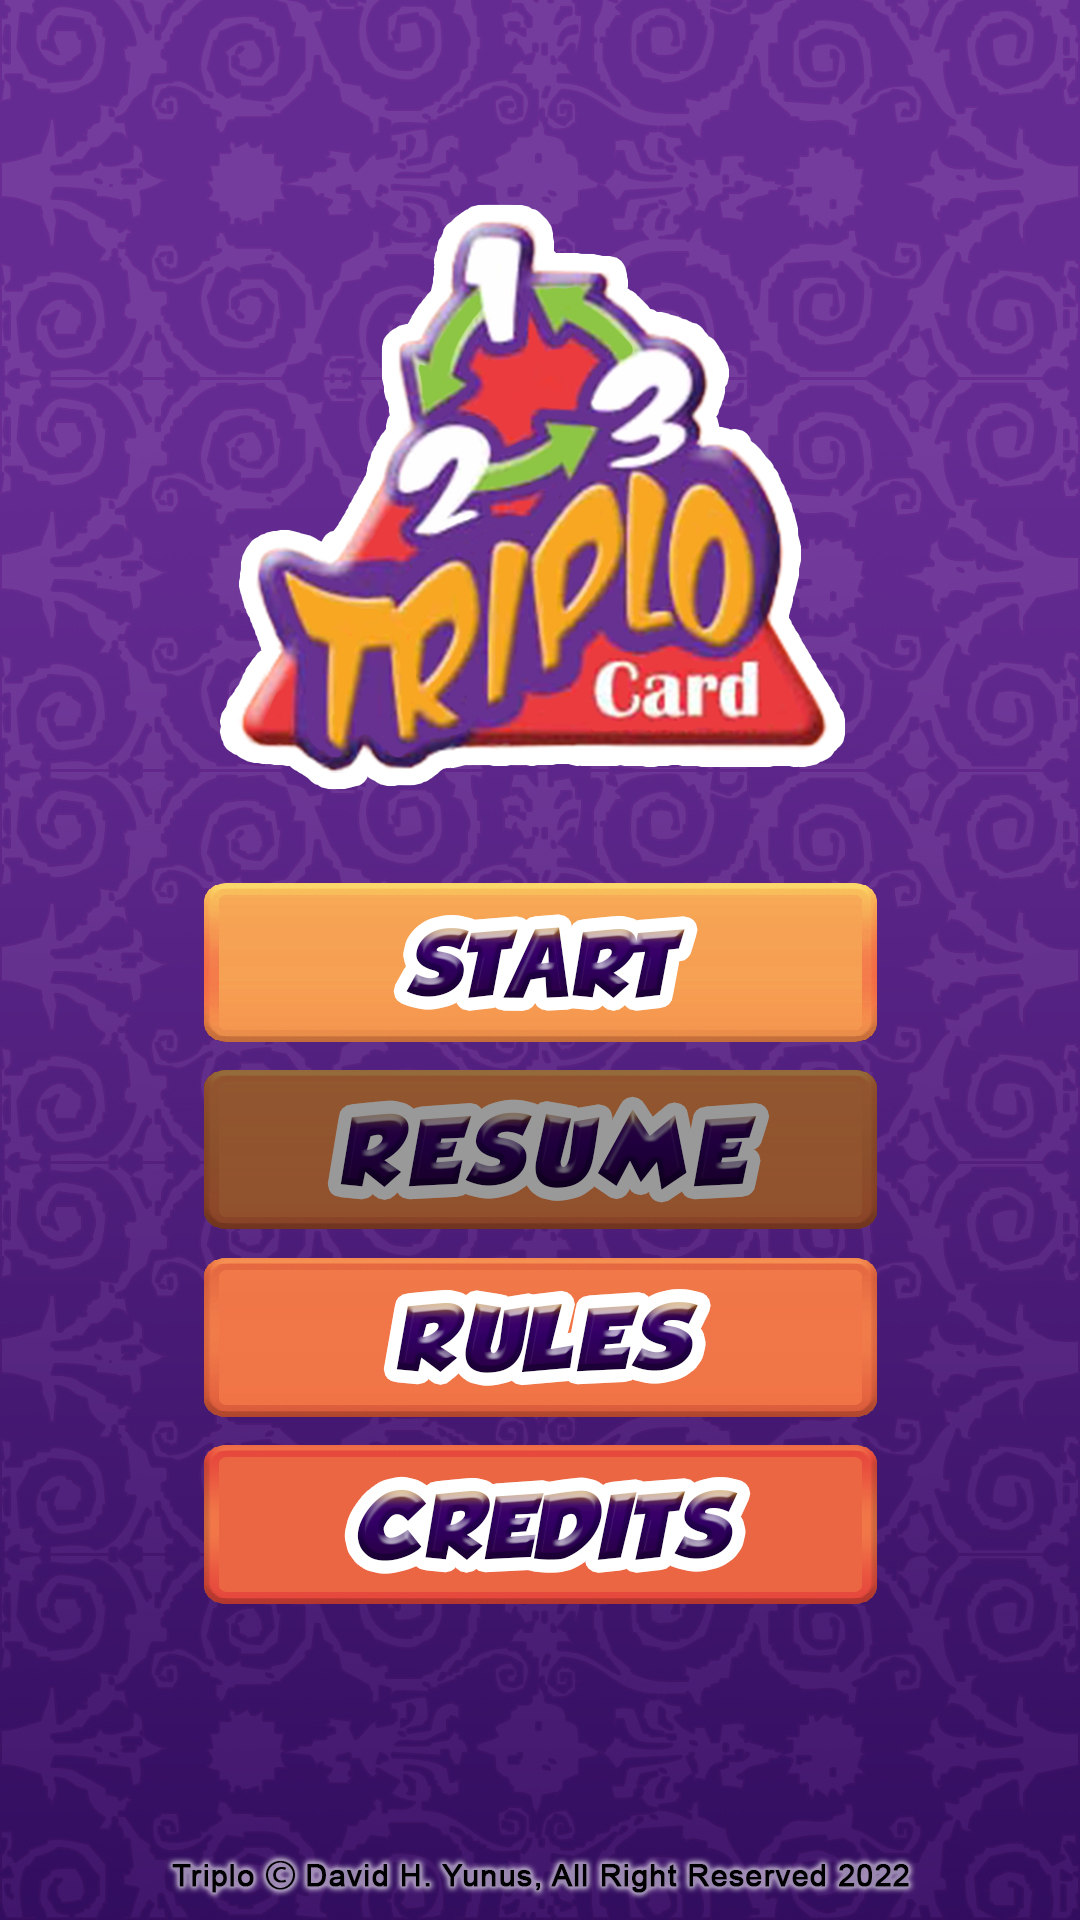 1
3
2
TRIPLO
Card
START
RESUME
RULES
CREDITS
Triplo © David H. Yunus, All Right Reserved 2022